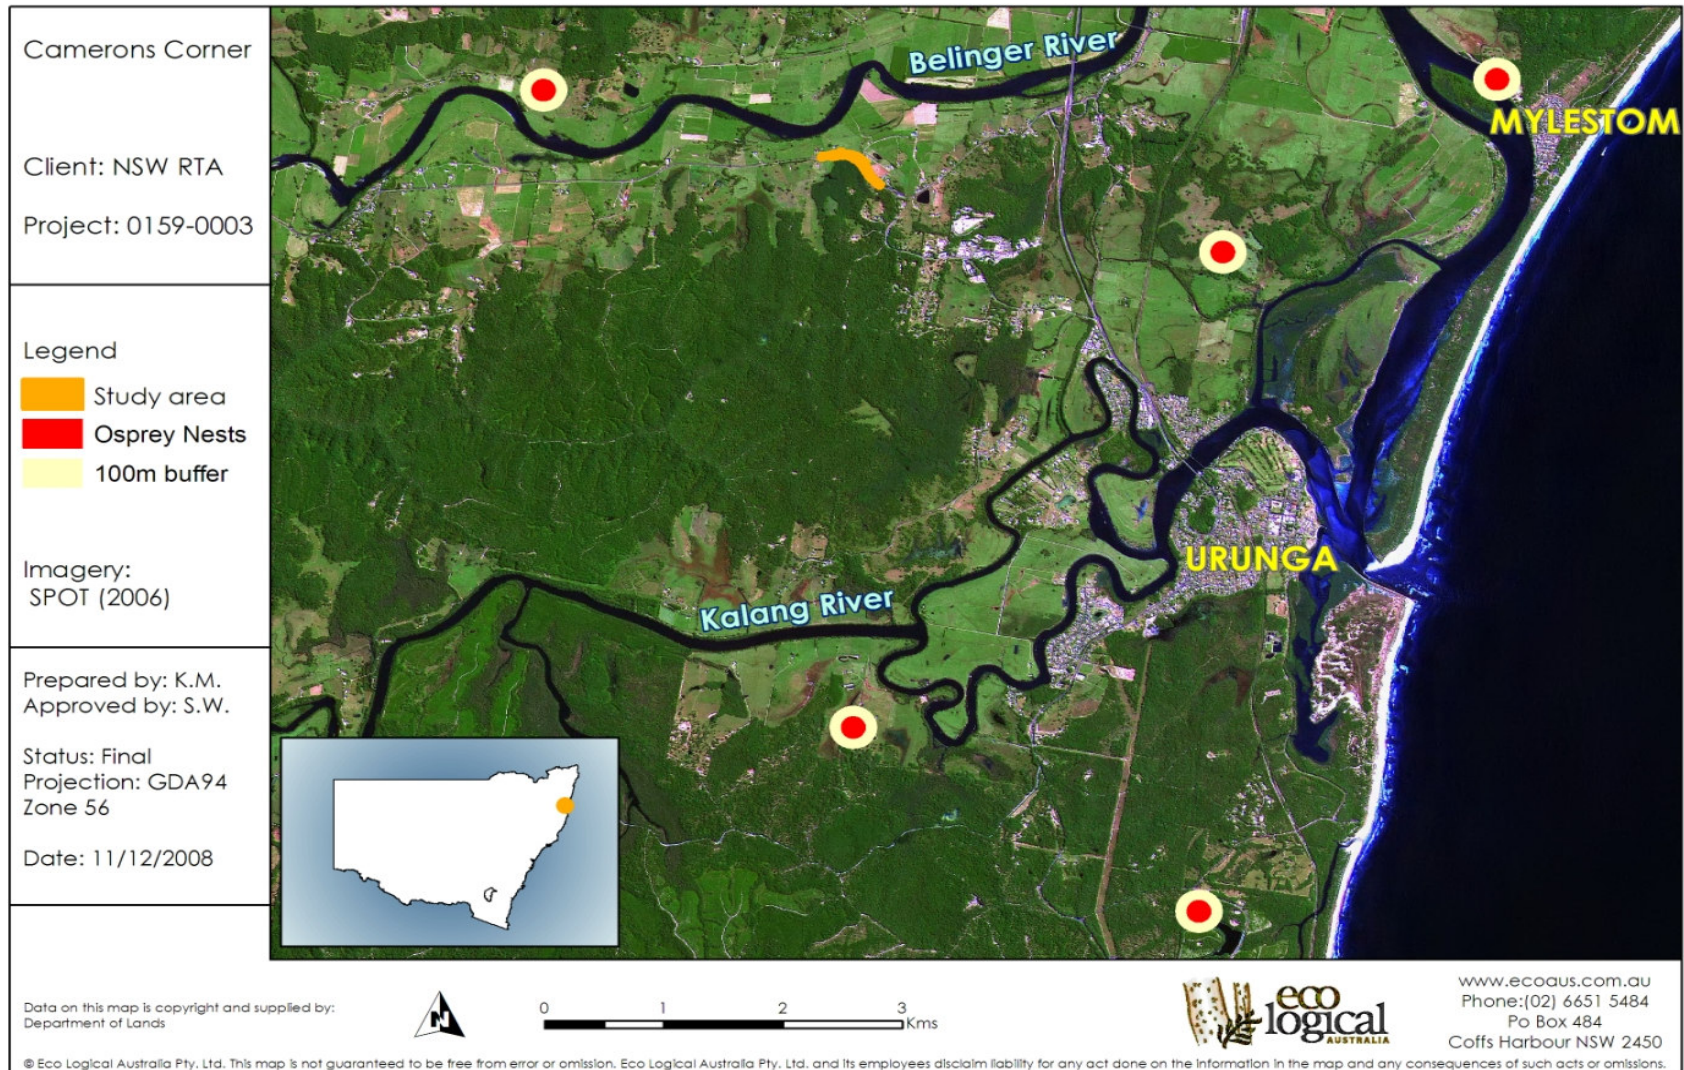 Camerons Corner
Client: NSW RTA
Project: 0159-0003
Legend
Study area
Osprey Nests
100m buffer
Imagery:
SPOT (2006)
Prepared by: K.M.
Approved by: S.W.
Status: Final
Projection: GDA94
Zone 56
Date: 11/12/2008
Belinger River
MYLESTOM
URUNGA
Kalang River
Data on this map is copyright and supplied by:
Department of Lands
N
0 1 2 3
Kms
eco
logical
AUSTRALIA
www.ecoaus.com.au
Phone:(02) 6651 5484
Po Box 484
Coffs Harbour NSW 2450
© Eco Logical Australia Pty. Ltd. This map is not guaranteed to be free from error or omission. Eco Logical Australia Pty. Ltd. and its employees disclaim liability for any act done on the information in the map and any consequences of such acts or omissions.